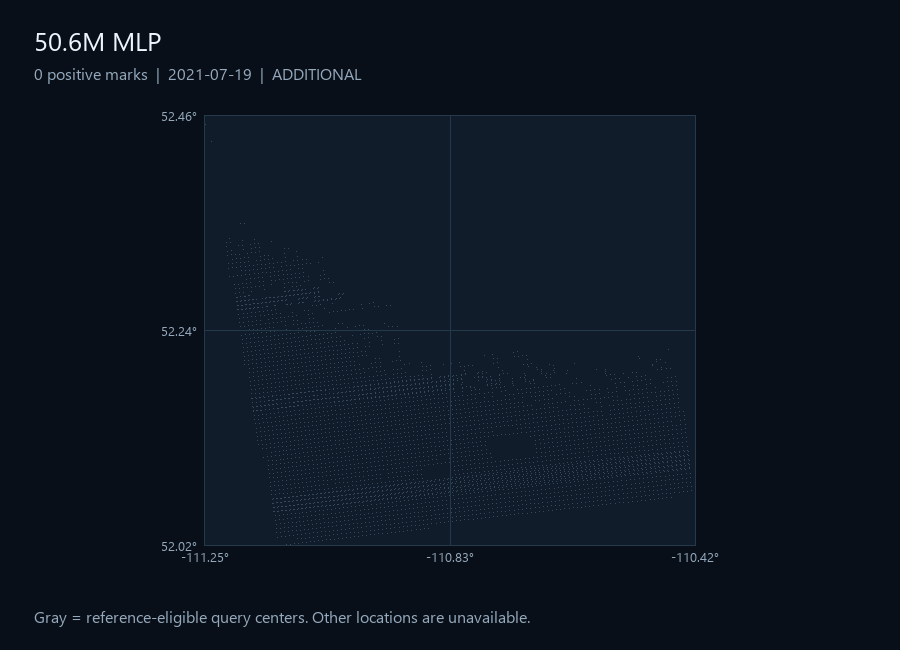 50.6M MLP
0 positive marks | 2021-07-19 | ADDITIONAL
52.46°
52.24°
52.02°
-111.25°
-110.83°
-110.42°
Gray = reference-eligible query centers. Other locations are unavailable.